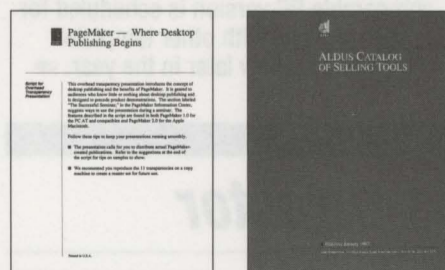 PageMaker — Where Desktop
Publishing Begins
Script for
Overhead
Transparency
Presentation
This overhead transparency presentation introduces the concept of
desktop publishing and the benefits of PageMaker. It is geared to
audiences who know little or nothing about desktop publishing and
is designed to precede product demonstrations. The section labeled
"The Successful Seminar," in the PageMaker Information Center,
suggests ways to use the presentation during a seminar. The
features described in the script are found in both PageMaker 1.0 for
the PC AT and compatibles and PageMaker 2.0 for the Apple
Macintosh.
Follow these tips to keep your presentations running smoothly.
■ The presentation calls for you to distribute actual PageMaker-
created publications. Refer to the suggestions at the end of
the script for tips on samples to show.
■ We recommend you reproduce the 11 transparencies on a copy
machine to create a master set for future use.
Printed in U.S.A.
ALDUS CATALOG
OF SELLING TOOLS
Effective January 1987